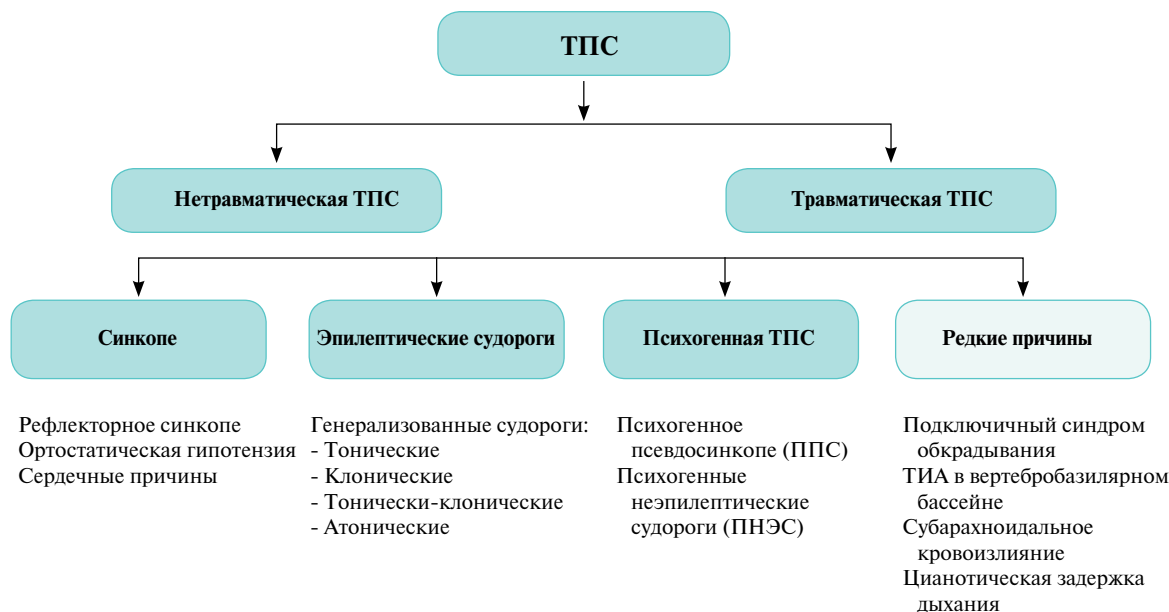 ТПС
Нетравматическая ТПС
Травматическая ТПС
Синкопе
Эпилептические судороги
Психогенная ТПС
Редкие причины
Рефлекторное синкопе
Ортостатическая гипотензия
Сердечные причины
Генерализованные судороги:
- Тонические
- Клонические
- Тонически-клонические
- Атонические
Психогенное
псевдосинкопе (ППС)
Психогенные
неэпилептические
судороги (ПНЭС)
Подключичный синдром
обкрадывания
ТИА в вертебробазилярном
бассейне
Субарахноидальное
кровоизлияние
Цианотическая задержка
дыхания